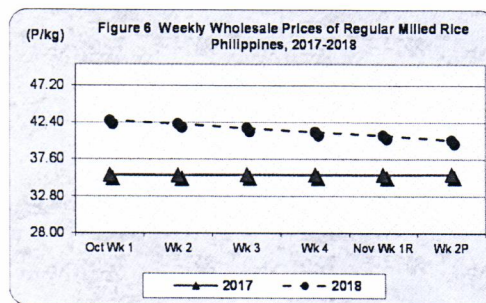 (P/kg)
Figure 6 Weekly Wholesale Prices of Regular Milled Rice
Philippines, 2017-2018
47.20
42.40
37.60
32.80
28.00
Oct Wk 1 Wk 2 Wk 3 Wk 4 Nov Wk 1R Wk 2P
2017 2018